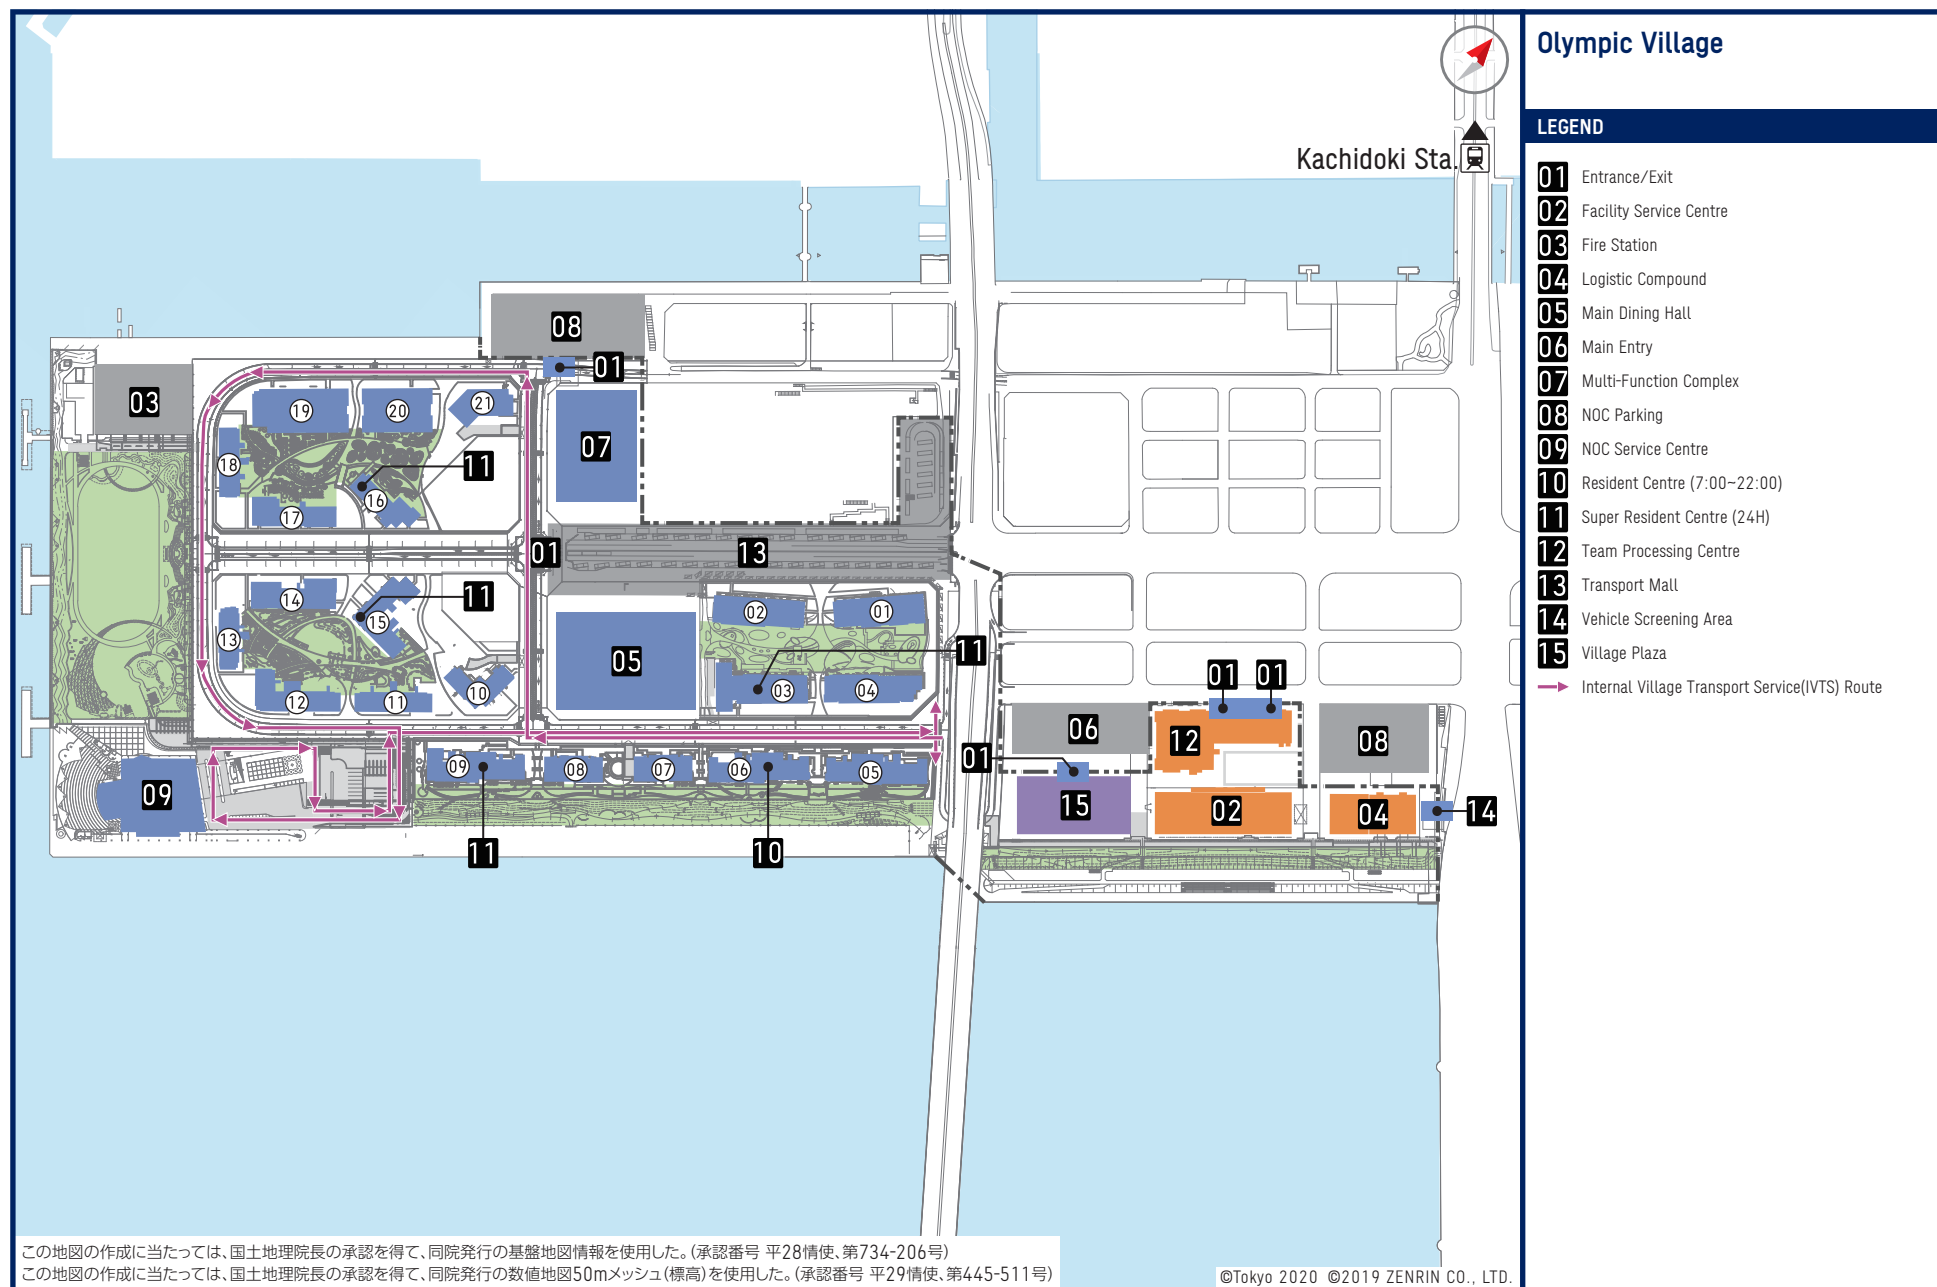 Olympic Village
LEGEND
01 Entrance/Exit
02 Facility Service Centre
03 Fire Station
04 Logistic Compound
05 Main Dining Hall
06 Main Entry
07 Multi-Function Complex
08 NOC Parking
09 NOC Service Centre
10 Resident Centre (7:00~22:00)
11 Super Resident Centre (24H)
12 Team Processing Centre
13 Transport Mall
14 Vehicle Screening Area
15 Village Plaza
Internal Village Transport Service(IVTS) Route
Kachidoki Sta.
08
01
03
19
20
21
07
18
11
16
17
01
13
14
11
02
01
13
15
05
11
12
11
10
03
04
01
01
06
12
08
01
09
08
07
06
05
09
15
02
04
14
11
10
この地図の作成に当たっては、国土地理院長の承認を得て、同院発行の基盤地図情報を使用した。(承認番号 平28情使、第734-206号)
この地図の作成に当たっては、国土地理院長の承認を得て、同院発行の数値地図50mメッシュ(標高)を使用した。(承認番号 平29情使、第445-511号)
©Tokyo 2020 ©2019 ZENRIN CO., LTD.